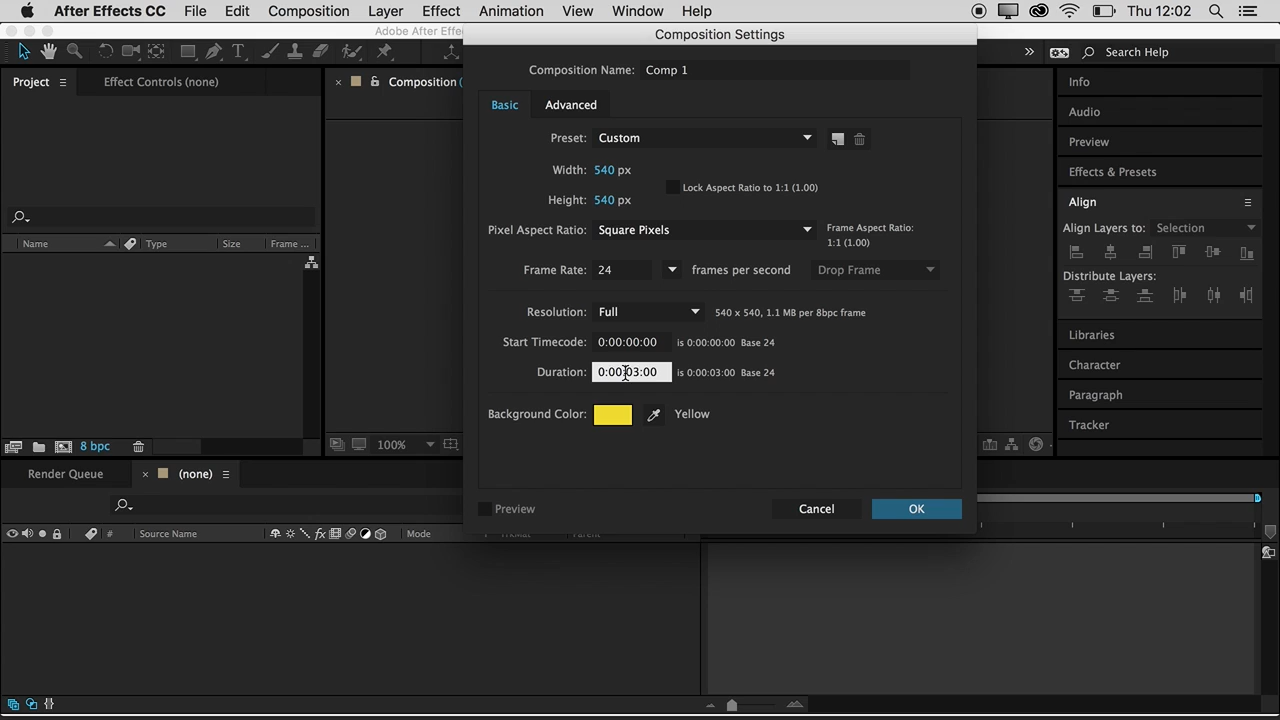 After Effects CC File Edit Composition Layer Effect Animation View Window Help Thu 12:02
Adobe After Effe
Composition Settings
Search Help
Project Effect Controls (none) Composition (
Composition Name: Comp 1
Basic Advanced
Preset: Custom
Width: 540 px
Lock Aspect Ratio to 1:1 (1.00)
Height: 540 px
Pixel Aspect Ratio: Square Pixels
Frame Aspect Ratio:
1:1 (1.00)
Frame Rate: 24 frames per second Drop Frame
Resolution: Full 540 x 540, 1.1 MB per 8bpc frame
Start Timecode: 0:00:00:00 is 0:00:00:00 Base 24
Duration: 0:00:03:00 is 0:00:03:00 Base 24
Background Color: Yellow
Preview Cancel OK
Name Type Size Frame ...
8 bpc
100%
Info
Audio
Preview
Effects & Presets
Align
Align Layers to: Selection
Distribute Layers:
Libraries
Character
Paragraph
Tracker
Render Queue (none)
# Source Name fx Mode TrkMat Parent